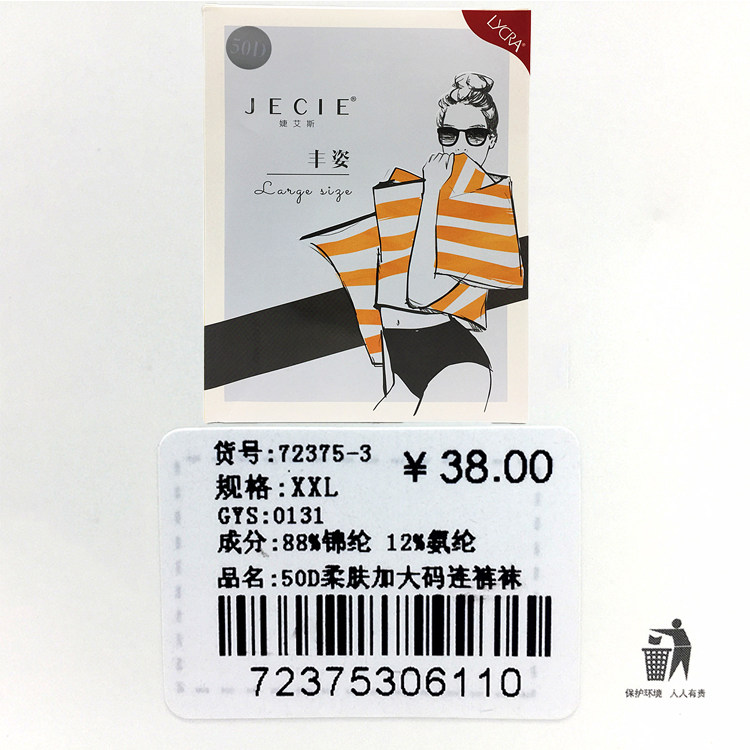 50D
LYCRA®
JECIE®
婕艾斯
丰姿
Large size
货号:72375-3
¥38.00
规格:XXL
GYS:0131
成分:88%锦纶 12%氨纶
品名:50D柔肤加大码连裤袜
72375306110
保护环境 人人有责